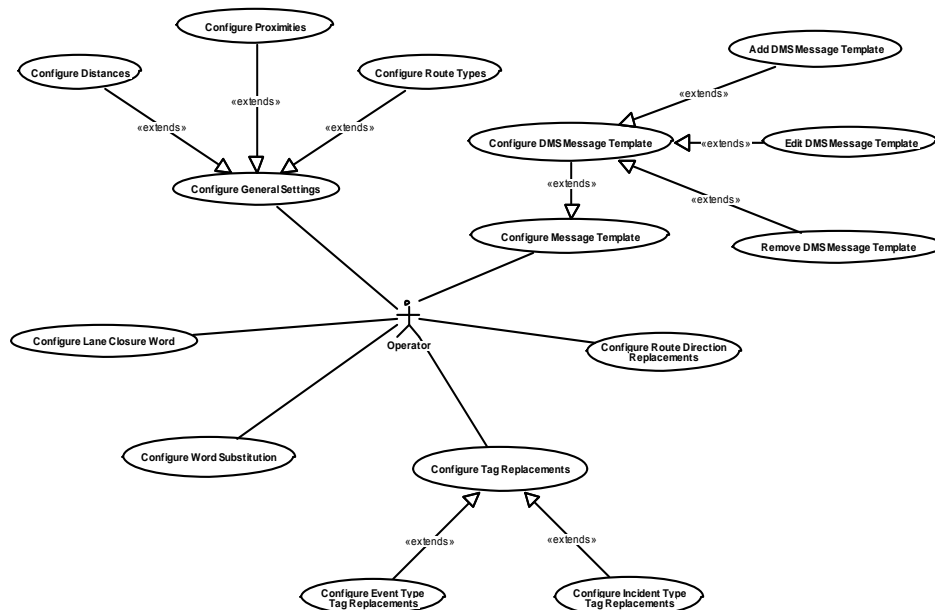 Configure Proximities
Add DMS Message Template
Configure Distances
Configure Route Types
«extends»
«extends»
«extends»
«extends»
Configure DMS Message Template
«extends»
Edit DMS Message Template
Configure General Settings
«extends»
«extends»
Configure Message Template
Remove DMS Message Template
Configure Lane Closure Word
Operator
Configure Route Direction
Replacements
Configure Word Substitution
Configure Tag Replacements
«extends»
«extends»
Configure Event Type
Tag Replacements
Configure Incident Type
Tag Replacements